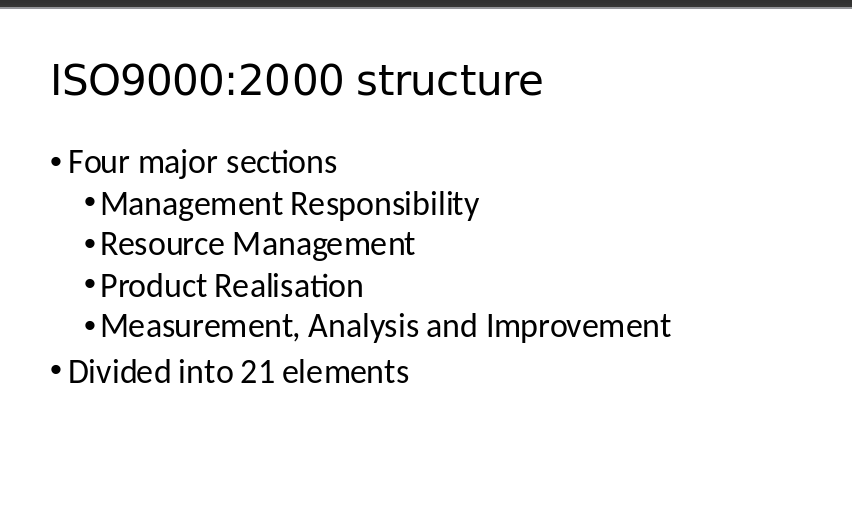 ISO9000:2000 structure
• Four major sections
• Management Responsibility
• Resource Management
• Product Realisation
• Measurement, Analysis and Improvement
• Divided into 21 elements